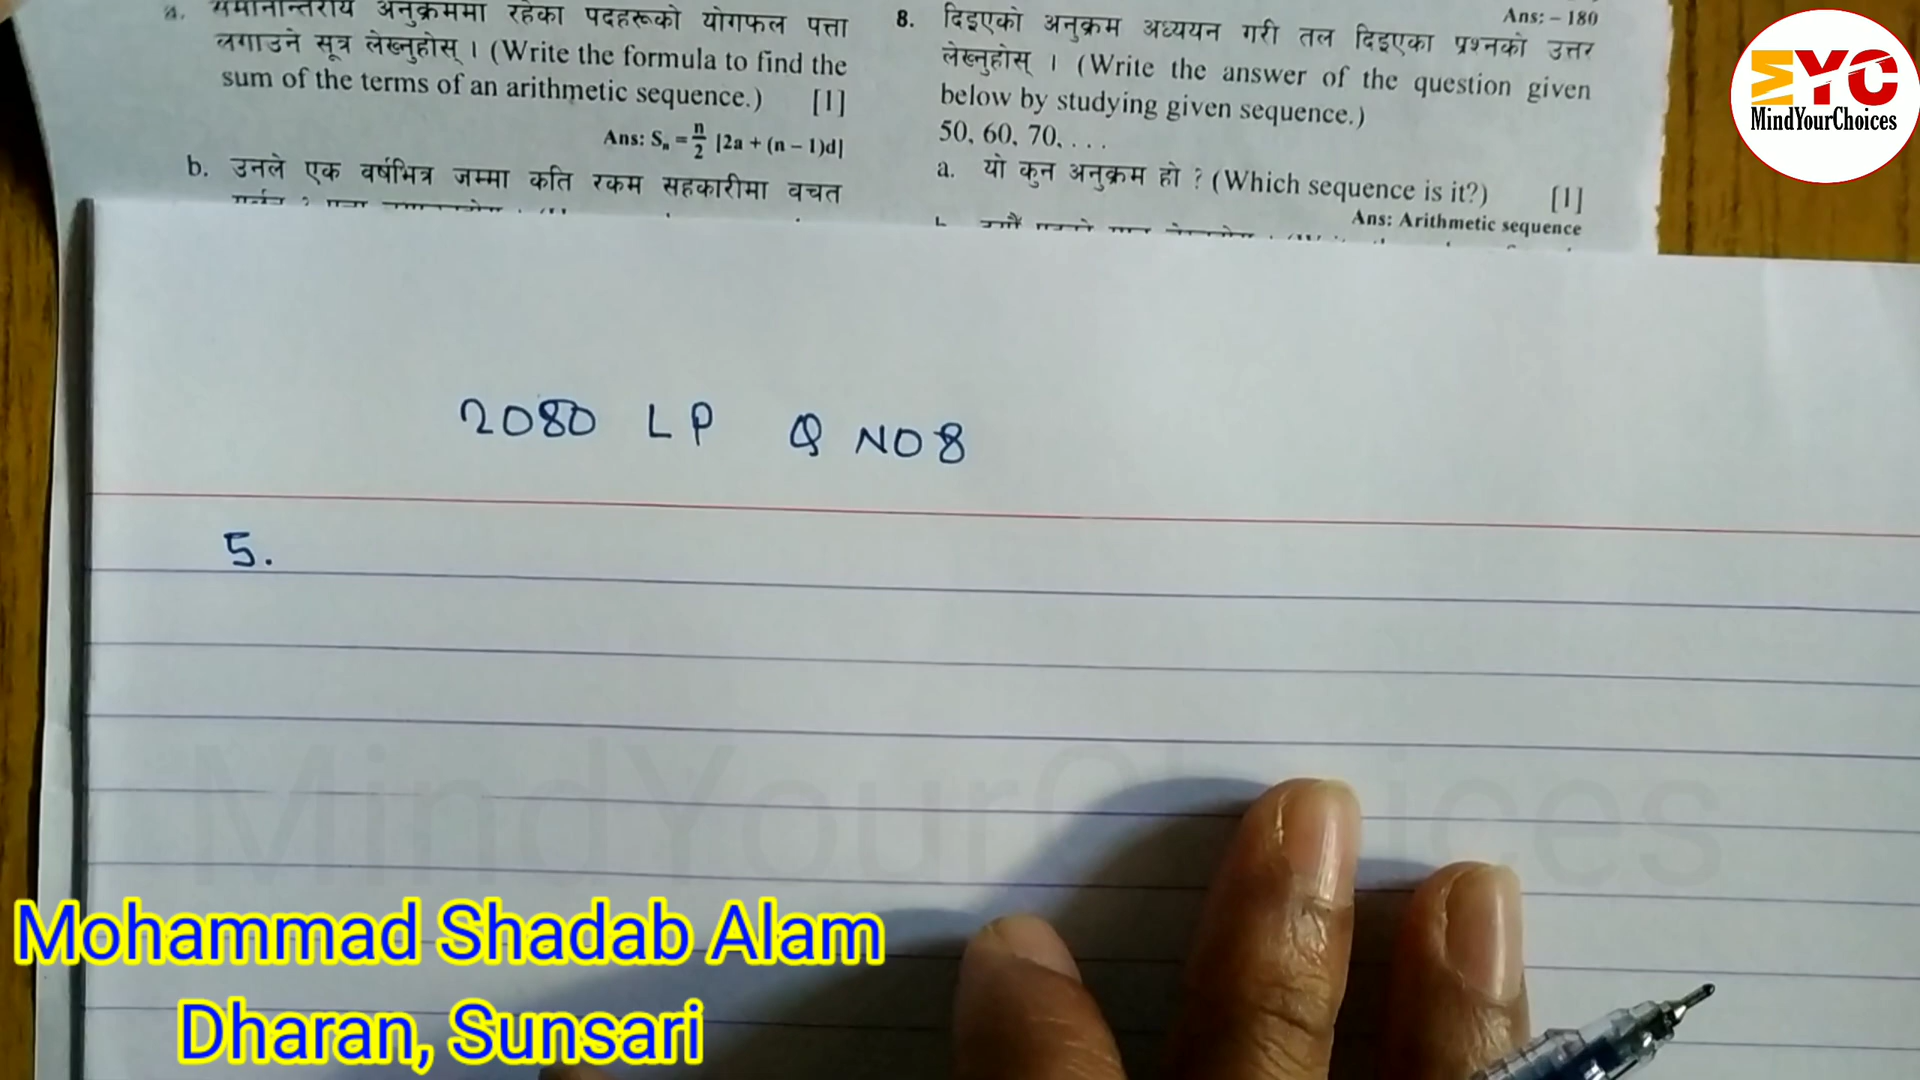 a. समानान्तरीय अनुक्रममा रहेका पदहरूको योगफल पत्ता
लगाउने सूत्र लेख्नुहोस् । (Write the formula to find the
sum of the terms of an arithmetic sequence.) [1]
Ans: Sₙ = n/2 [2a + (n – 1)d]
b. उनले एक वर्षभित्र जम्मा कति रकम सहकारीमा वचत
Ans: – 180
8. दिइएको अनुक्रम अध्ययन गरी तल दिइएका प्रश्नको उत्तर
लेख्नुहोस् । (Write the answer of the question given
below by studying given sequence.)
50, 60, 70, . . .
a. यो कुन अनुक्रम हो ? (Which sequence is it?) [1]
Ans: Arithmetic sequence
MYC
MindYourChoices
2080 LP Q NO 8
5.
MindYourChoices
Mohammad Shadab Alam
Dharan, Sunsari